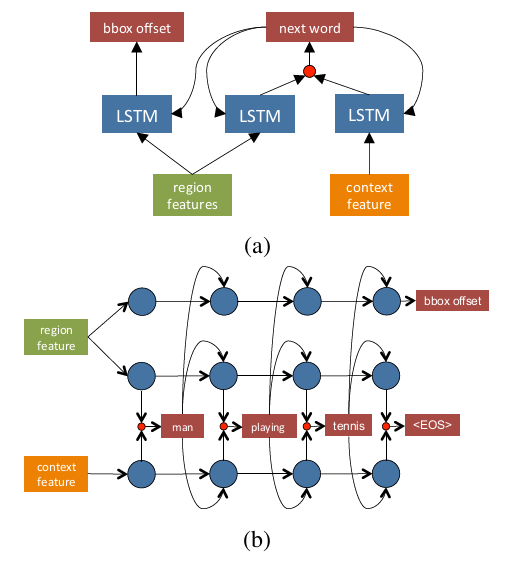 bbox offset
next word
LSTM
LSTM
LSTM
region
features
context
feature
(a)
bbox offset
region
feature
man
playing
tennis
<EOS>
context
feature
(b)